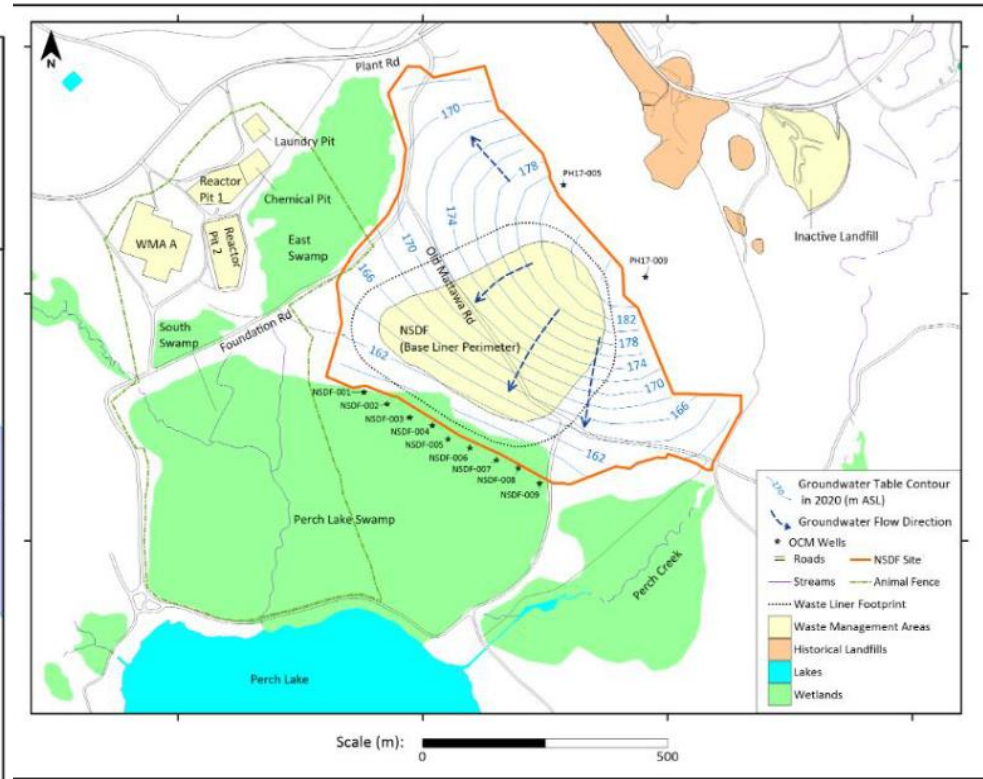 N
Plant Rd
170
Laundry Pit
178
PH17-005
Reactor
Pit 1
Chemical Pit
174
Inactive Landfill
WMA A
Reactor
Pit 2
East
Swamp
170
Old Mattawa Rd
PH17-009
166
182
South
Swamp
Foundation Rd
NSDF
(Base Liner Perimeter)
178
162
174
170
NSDF-001
NSDF-002
166
NSDF-003
NSDF-004
NSDF-005
NSDF-006
162
NSDF-007
NSDF-008
NSDF-009
Perch Lake Swamp
Perch Creek
Perch Lake
170
Groundwater Table Contour
in 2020 (m ASL)
Groundwater Flow Direction
OCM Wells
Roads
NSDF Site
Streams
Animal Fence
Waste Liner Footprint
Waste Management Areas
Historical Landfills
Lakes
Wetlands
Scale (m):
0
500